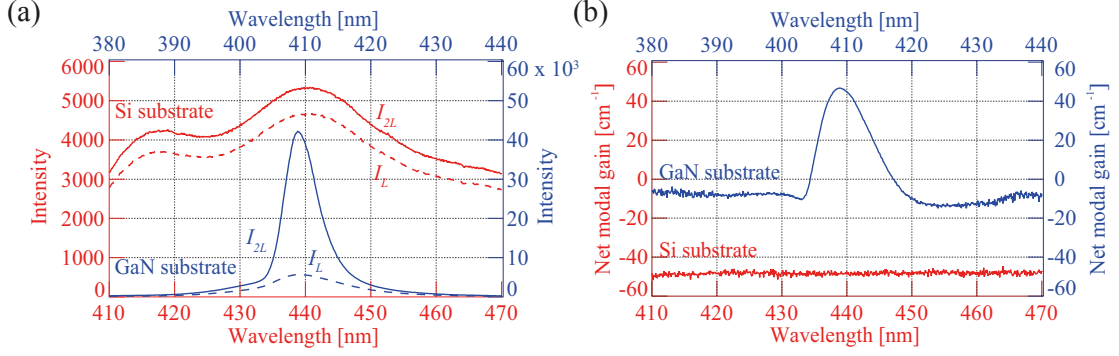 (a)
Wavelength [nm]
380 390 400 410 420 430 440
6000
5000
4000
3000
2000
1000
0
Intensity
60 x 10³
50
40
30
20
10
0
Intensity
Si substrate
I2L
IL
I2L
IL
GaN substrate
410 420 430 440 450 460 470
Wavelength [nm]
(b)
Wavelength [nm]
380 390 400 410 420 430 440
60
40
20
0
-20
-40
-60
Net modal gain [cm⁻¹]
60
40
20
0
-20
-40
-60
Net modal gain [cm⁻¹]
GaN substrate
Si substrate
410 420 430 440 450 460 470
Wavelength [nm]